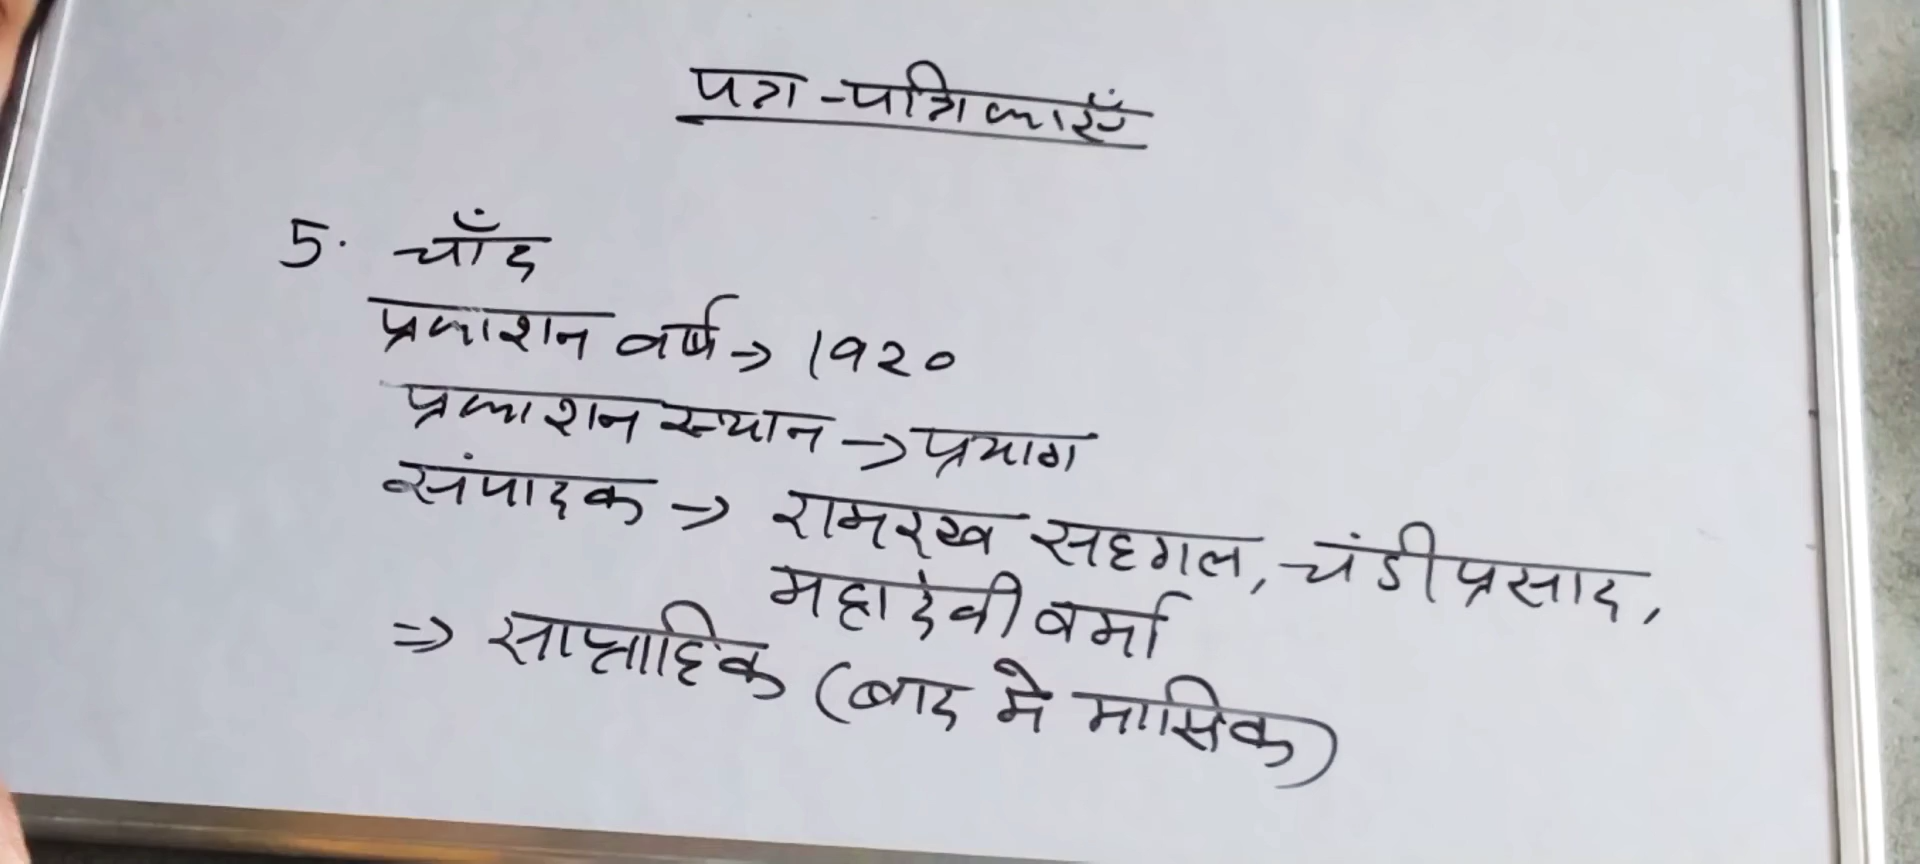 पत्र-पत्रिकाएँ
5. चाँद
प्रकाशन वर्ष → 1920
प्रकाशन स्थान → प्रयाग
संपादक → रामरख सहगल, चंडीप्रसाद,
महादेवी वर्मा
⇒ साप्ताहिक (बाद मे मासिक)